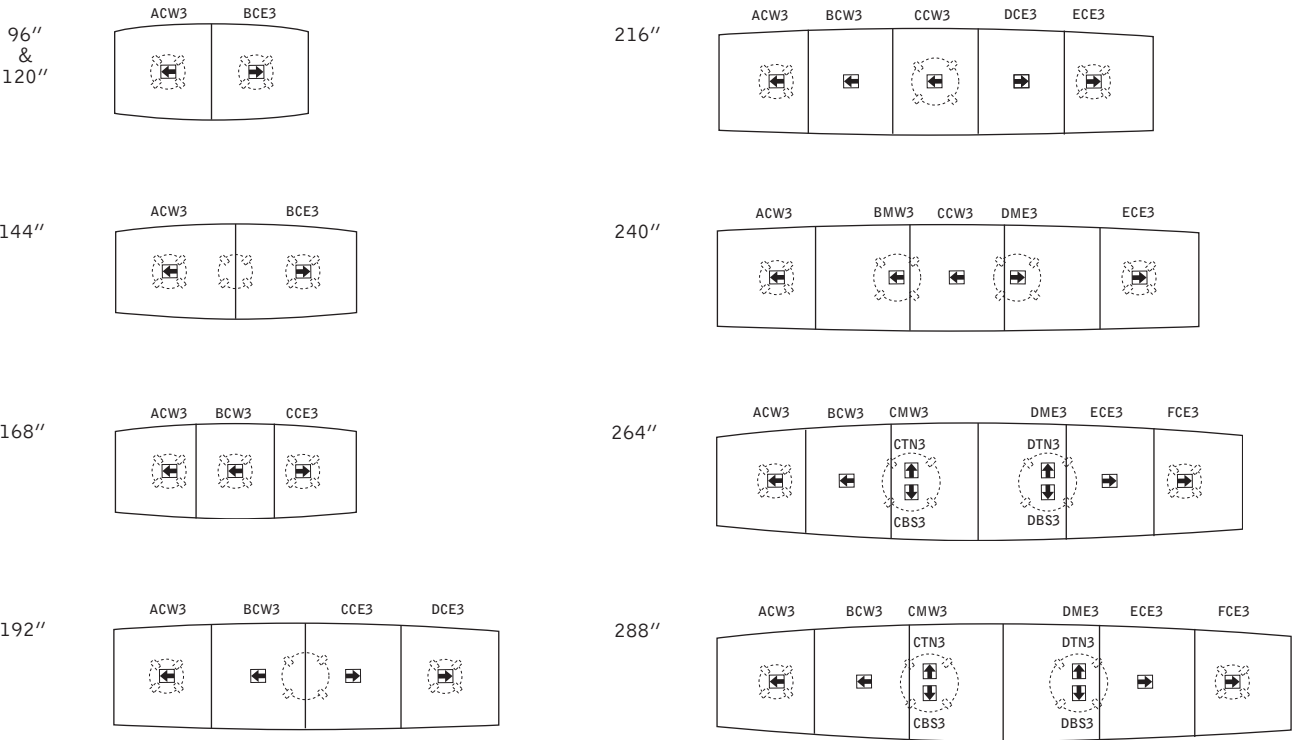 96″
&
120″
ACW3 BCE3
144″
ACW3 BCE3
168″
ACW3 BCW3 CCE3
192″
ACW3 BCW3 CCE3 DCE3
216″
ACW3 BCW3 CCW3 DCE3 ECE3
240″
ACW3 BMW3 CCW3 DME3 ECE3
264″
ACW3 BCW3 CMW3 DME3 ECE3 FCE3
CTN3 DTN3
CBS3 DBS3
288″
ACW3 BCW3 CMW3 DME3 ECE3 FCE3
CTN3 DTN3
CBS3 DBS3